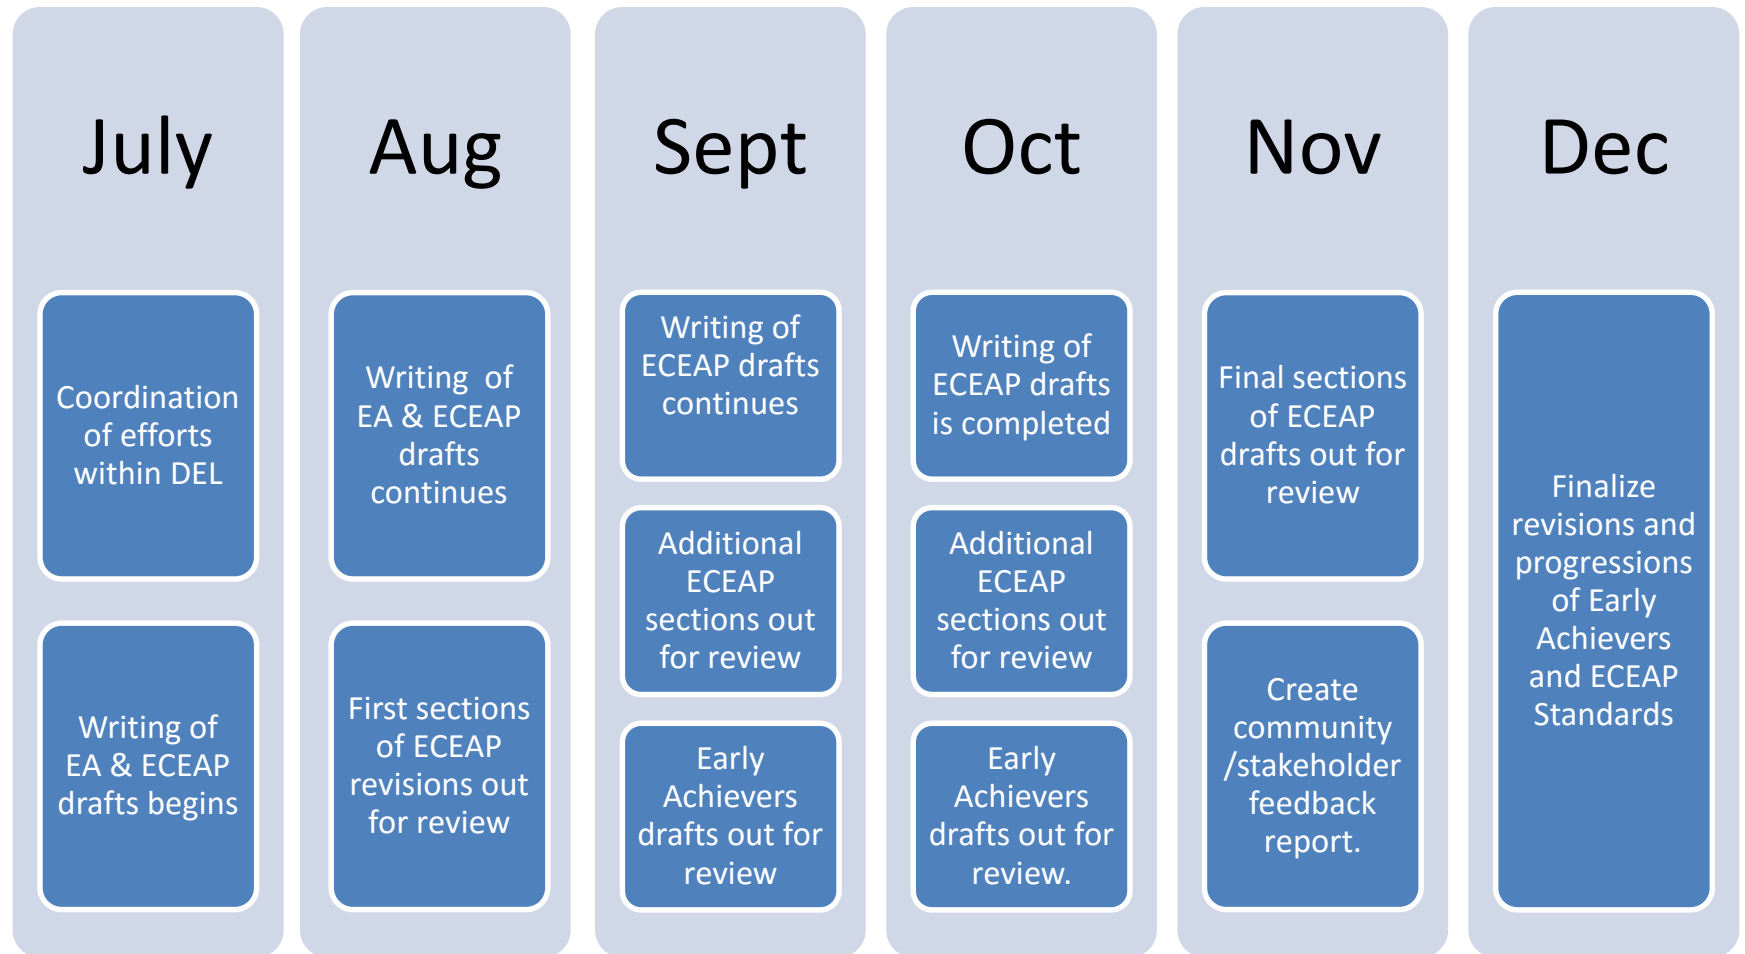 July
Coordination
of efforts
within DEL
Writing of
EA & ECEAP
drafts begins
Aug
Writing of
EA & ECEAP
drafts
continues
First sections
of ECEAP
revisions out
for review
Sept
Writing of
ECEAP drafts
continues
Additional
ECEAP
sections out
for review
Early
Achievers
drafts out for
review
Oct
Writing of
ECEAP drafts
is completed
Additional
ECEAP
sections out
for review
Early
Achievers
drafts out for
review.
Nov
Final sections
of ECEAP
drafts out for
review
Create
community
/stakeholder
feedback
report.
Dec
Finalize
revisions and
progressions
of Early
Achievers
and ECEAP
Standards